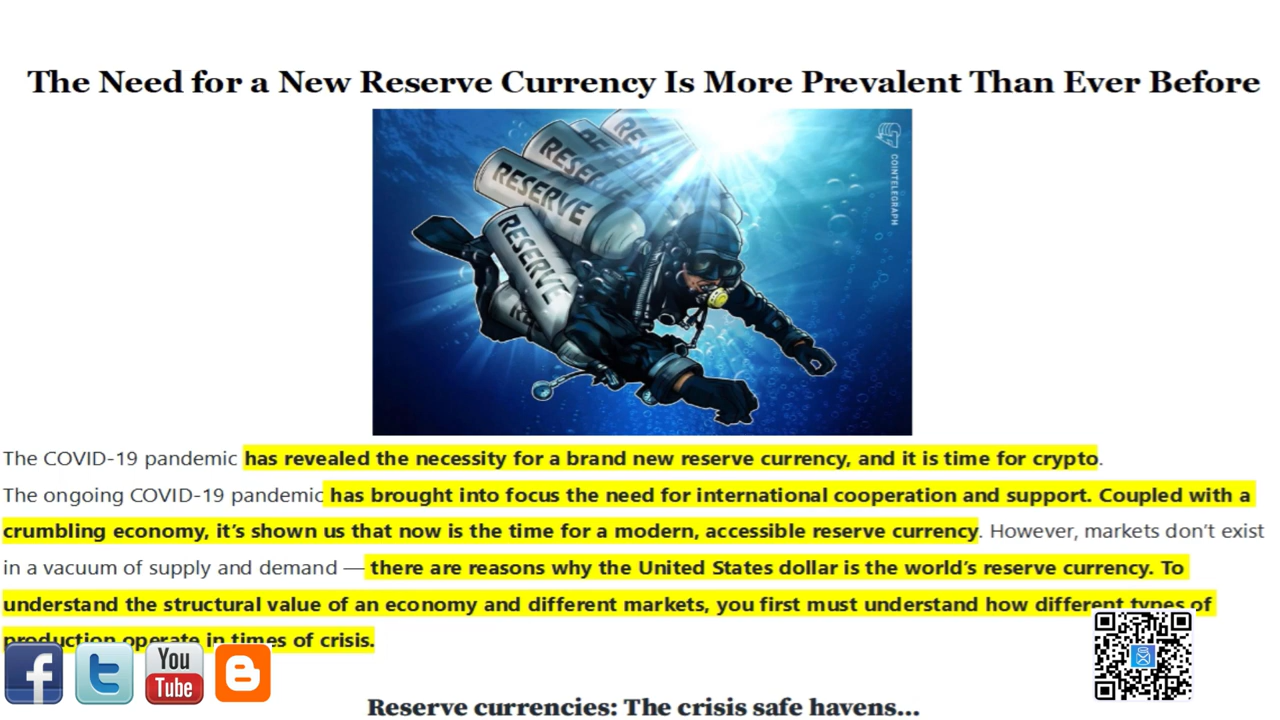 The Need for a New Reserve Currency Is More Prevalent Than Ever Before
RESERVE
RESERVE
RESERVE
COINTELEGRAPH
The COVID-19 pandemic has revealed the necessity for a brand new reserve currency, and it is time for crypto.
The ongoing COVID-19 pandemic has brought into focus the need for international cooperation and support. Coupled with a
crumbling economy, it's shown us that now is the time for a modern, accessible reserve currency. However, markets don't exist
in a vacuum of supply and demand — there are reasons why the United States dollar is the world's reserve currency. To
understand the structural value of an economy and different markets, you first must understand how different types of
production operate in times of crisis.
f
t
You
Tube
B
Reserve currencies: The crisis safe havens...